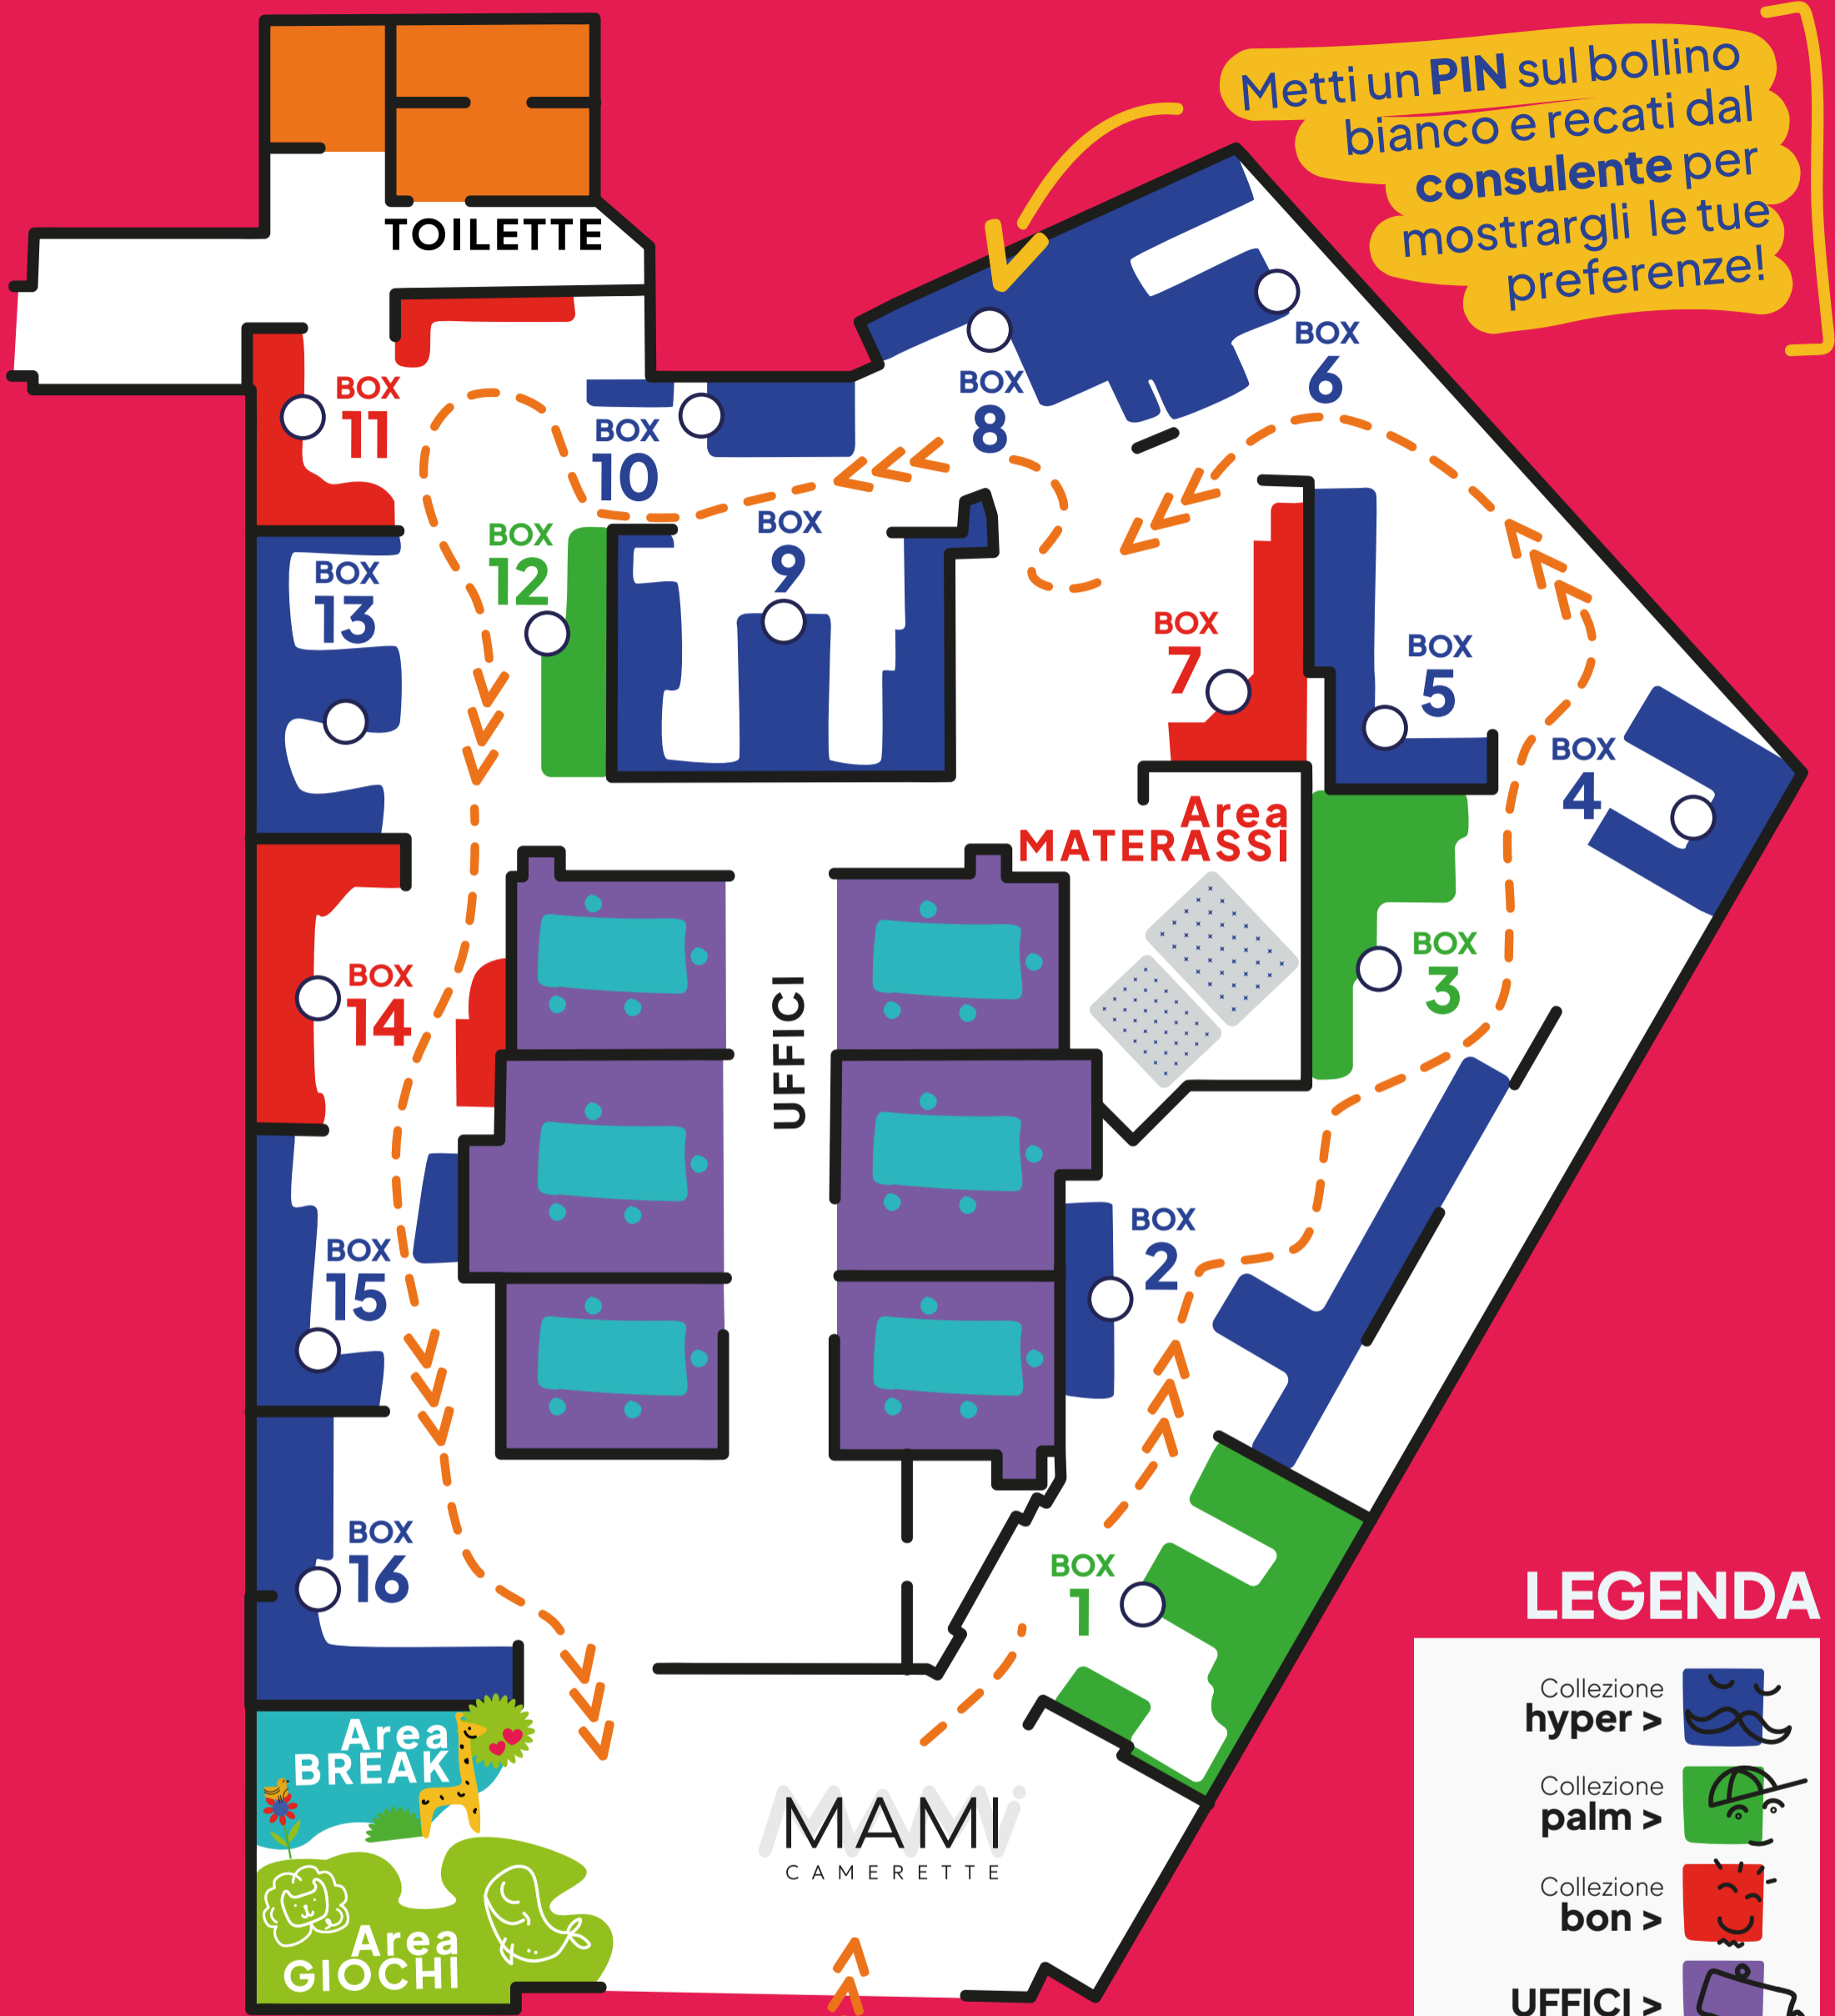 Metti un PIN sul bollino
bianco e recati dal
consulente per
mostrargli le tue
preferenze!
TOILETTE
BOX
6
BOX
8
BOX
11
BOX
10
BOX
9
BOX
12
BOX
13
BOX
7
BOX
5
BOX
4
Area
MATERASSI
BOX
3
BOX
14
UFFICI
BOX
2
BOX
15
BOX
16
BOX
1
LEGENDA
Collezione
hyper >
Collezione
palm >
Collezione
bon >
UFFICI >
Area
BREAK
MAMI
CAMERETTE
Area
GIOCHI